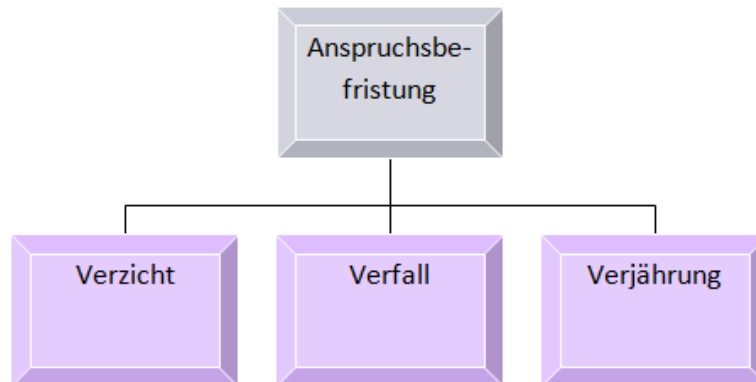 Anspruchsbe-
fristung
Verzicht
Verfall
Verjährung